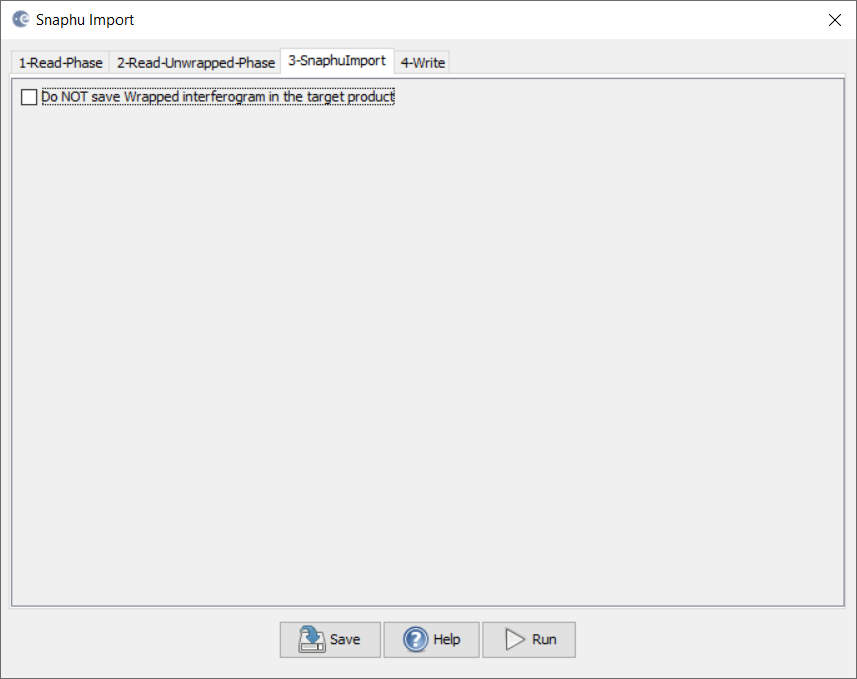 Snaphu Import
1-Read-Phase 2-Read-Unwrapped-Phase 3-SnaphuImport 4-Write
Do NOT save Wrapped interferogram in the target product
Save Help Run